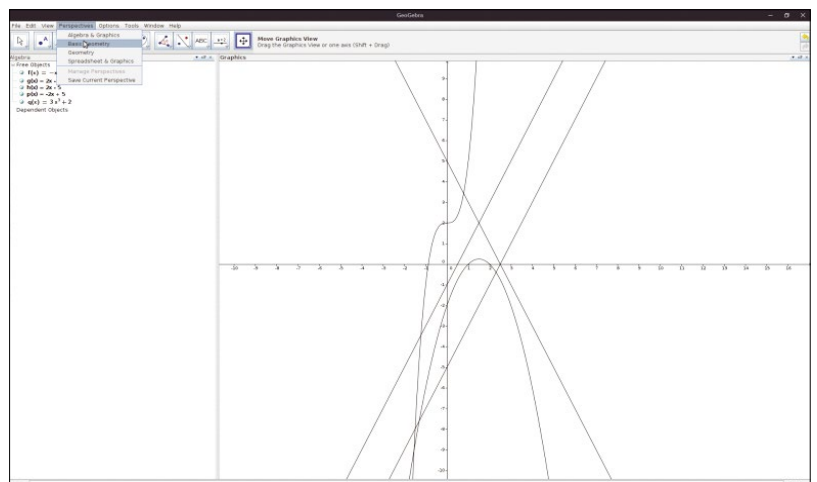 GeoGebra
File Edit View Perspectives Options Tools Window Help
Algebra & Graphics
Basic Geometry
Geometry
Spreadsheet & Graphics
Manage Perspectives
Save Current Perspective
ABC
Move Graphics View
Drag the Graphics View or one axis (Shift + Drag)
Algebra
Graphics
Free Objects
f(x) = −
g(x) = 2x -
h(x) = 2x - 5
p(x) = -2x + 5
q(x) = 3 x³ + 2
Dependent Objects